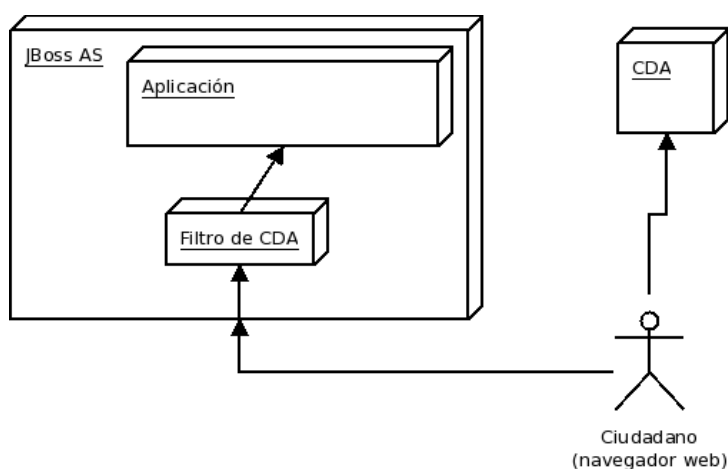 JBoss AS
Aplicación
CDA
Filtro de CDA
Ciudadano
(navegador web)